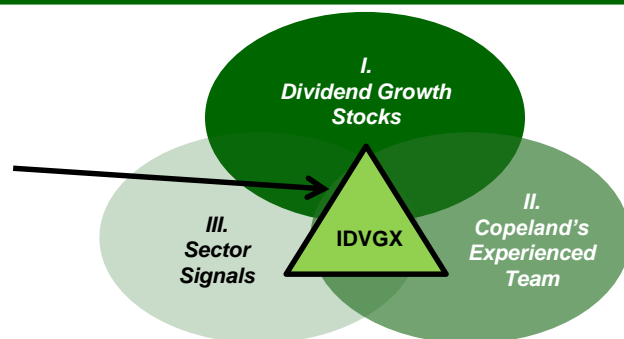 I.
Dividend Growth
Stocks
III.
Sector
Signals
IDVGX
II.
Copeland's
Experienced
Team